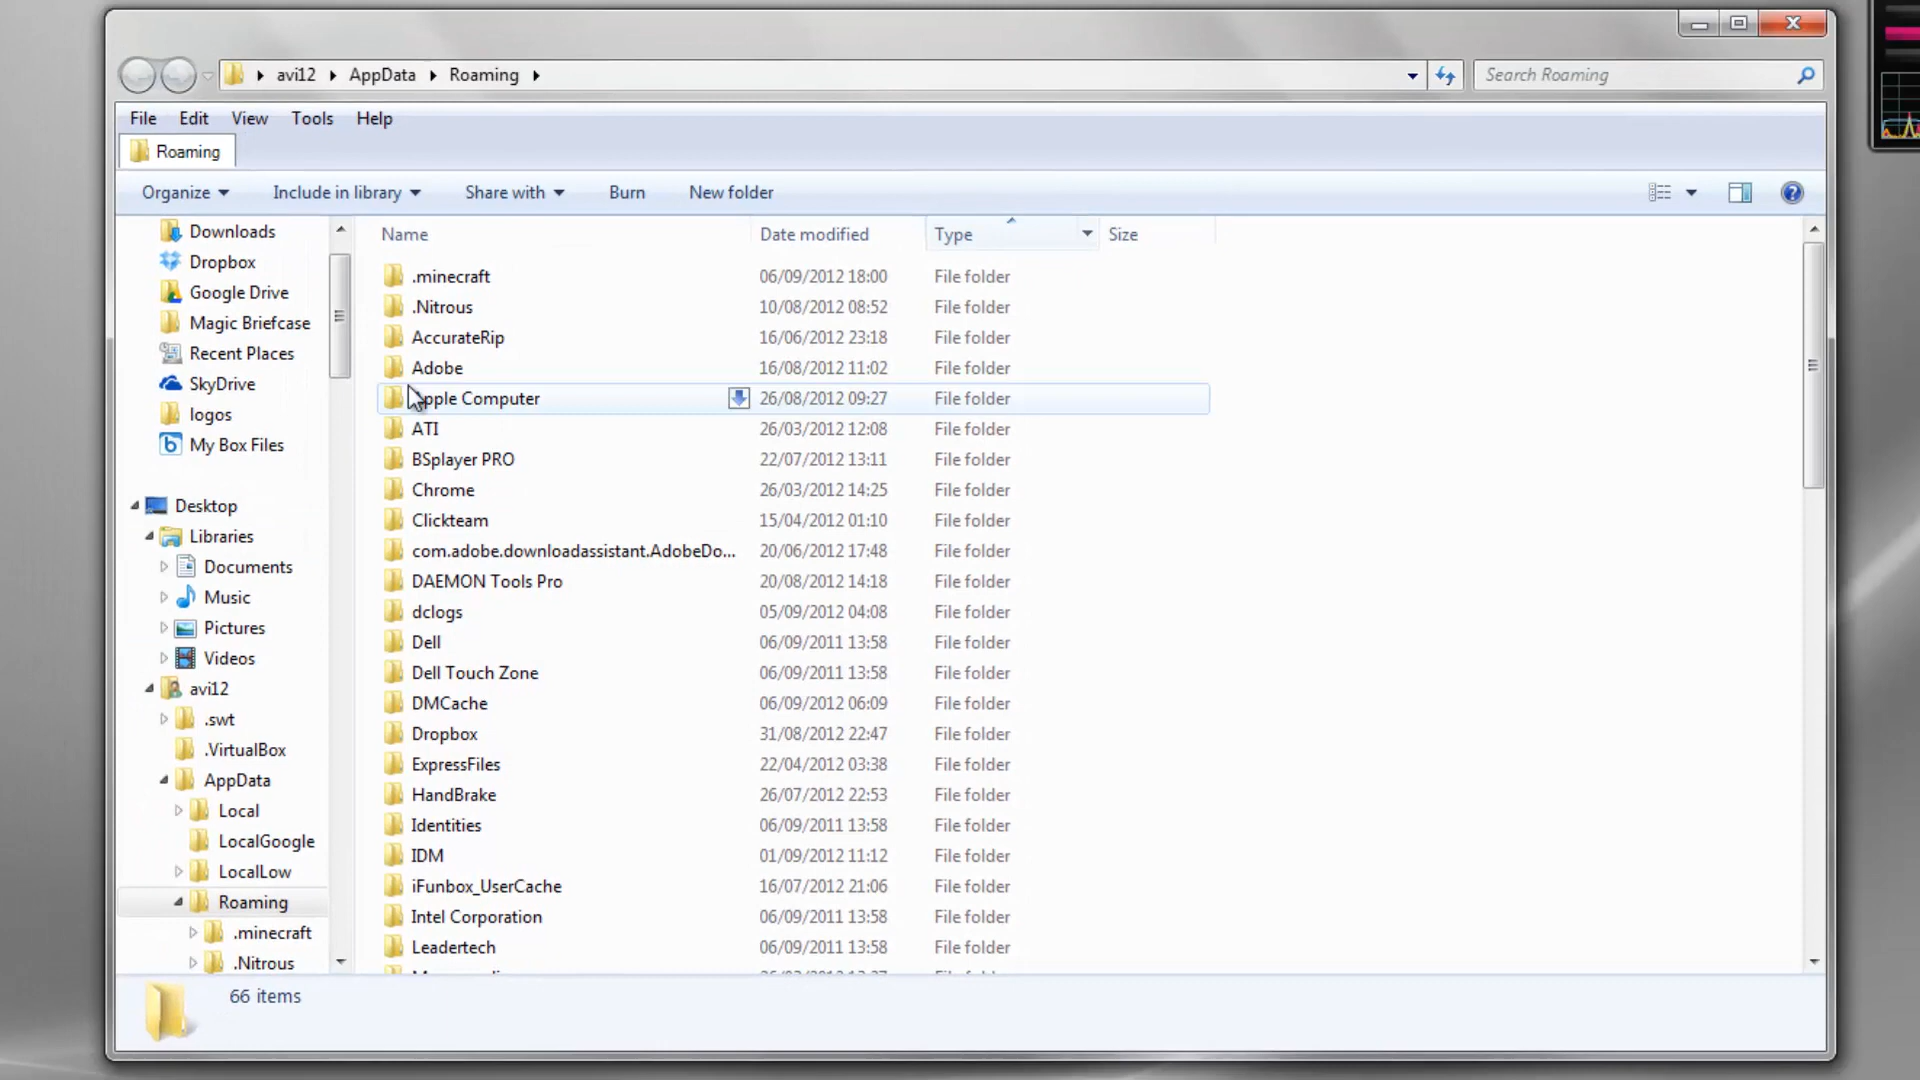 avi12 AppData Roaming
Search Roaming
File Edit View Tools Help
Roaming
Organize Include in library Share with Burn New folder
Downloads
Dropbox
Google Drive
Magic Briefcase
Recent Places
SkyDrive
logos
My Box Files
Desktop
Libraries
Documents
Music
Pictures
Videos
avi12
.swt
.VirtualBox
AppData
Local
LocalGoogle
LocalLow
Roaming
.minecraft
.Nitrous
Name Date modified Type Size
.minecraft 06/09/2012 18:00 File folder
.Nitrous 10/08/2012 08:52 File folder
AccurateRip 16/06/2012 23:18 File folder
Adobe 16/08/2012 11:02 File folder
Apple Computer 26/08/2012 09:27 File folder
ATI 26/03/2012 12:08 File folder
BSplayer PRO 22/07/2012 13:11 File folder
Chrome 26/03/2012 14:25 File folder
Clickteam 15/04/2012 01:10 File folder
com.adobe.downloadassistant.AdobeDo... 20/06/2012 17:48 File folder
DAEMON Tools Pro 20/08/2012 14:18 File folder
dclogs 05/09/2012 04:08 File folder
Dell 06/09/2011 13:58 File folder
Dell Touch Zone 06/09/2011 13:58 File folder
DMCache 06/09/2012 06:09 File folder
Dropbox 31/08/2012 22:47 File folder
ExpressFiles 22/04/2012 03:38 File folder
HandBrake 26/07/2012 22:53 File folder
Identities 06/09/2011 13:58 File folder
IDM 01/09/2012 11:12 File folder
iFunbox_UserCache 16/07/2012 21:06 File folder
Intel Corporation 06/09/2011 13:58 File folder
Leadertech 06/09/2011 13:58 File folder
66 items